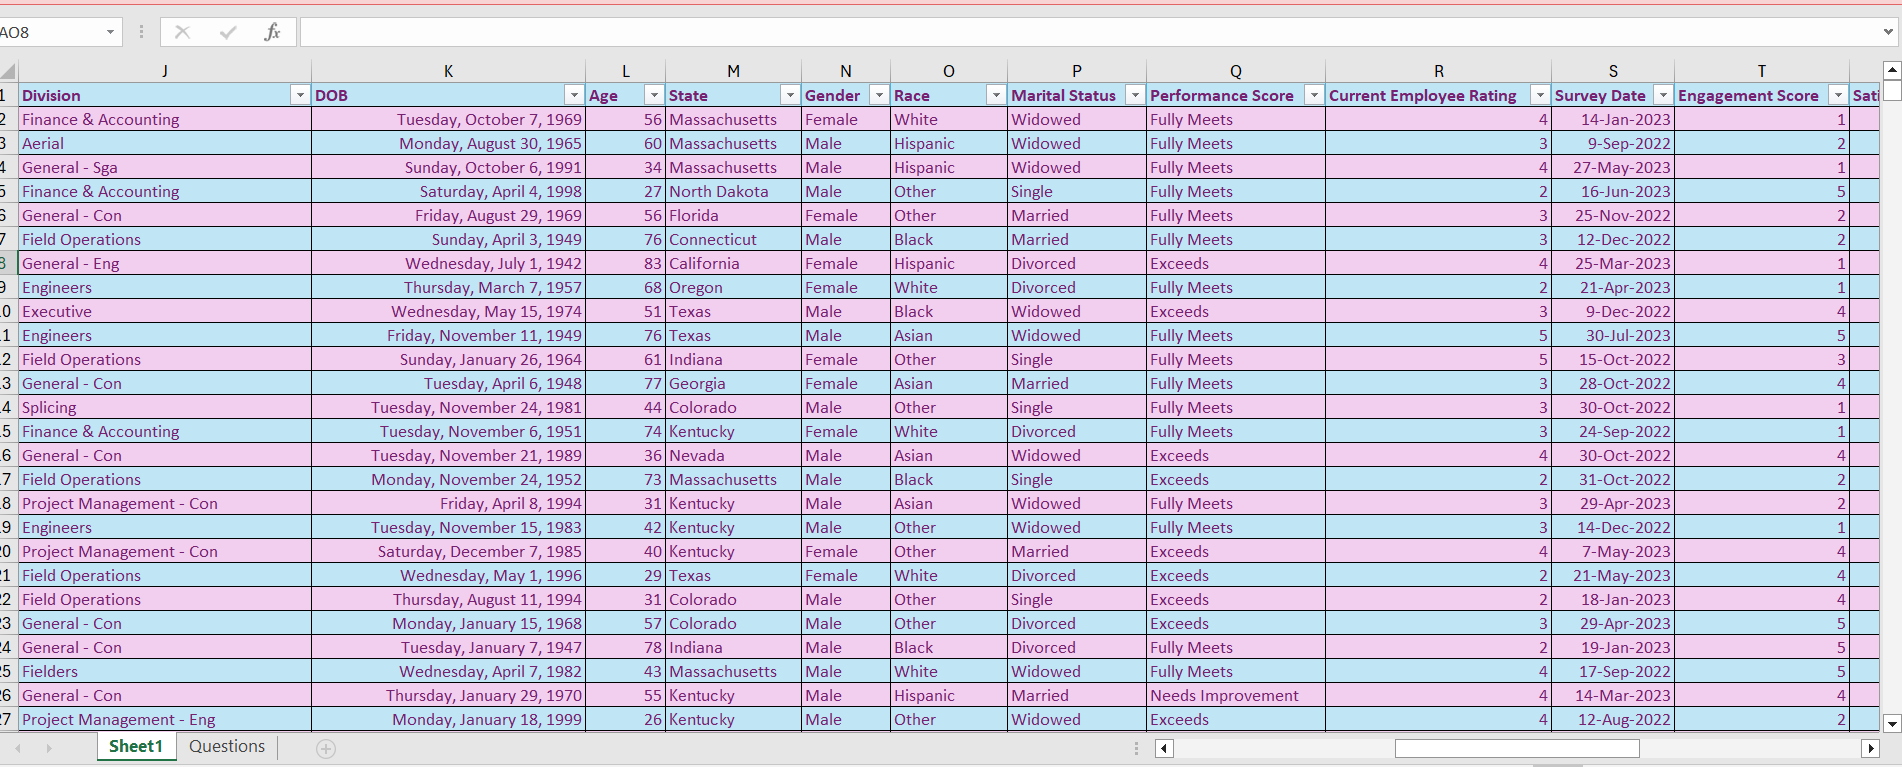 AO8 fx
J K L M N O P Q R S T
1 Division DOB Age State Gender Race Marital Status Performance Score Current Employee Rating Survey Date Engagement Score Sati
2 Finance & Accounting Tuesday, October 7, 1969 56 Massachusetts Female White Widowed Fully Meets 4 14-Jan-2023 1
3 Aerial Monday, August 30, 1965 60 Massachusetts Male Hispanic Widowed Fully Meets 3 9-Sep-2022 2
4 General - Sga Sunday, October 6, 1991 34 Massachusetts Male Hispanic Widowed Fully Meets 4 27-May-2023 1
5 Finance & Accounting Saturday, April 4, 1998 27 North Dakota Male Other Single Fully Meets 2 16-Jun-2023 5
6 General - Con Friday, August 29, 1969 56 Florida Female Other Married Fully Meets 3 25-Nov-2022 2
7 Field Operations Sunday, April 3, 1949 76 Connecticut Male Black Married Fully Meets 3 12-Dec-2022 2
8 General - Eng Wednesday, July 1, 1942 83 California Female Hispanic Divorced Exceeds 4 25-Mar-2023 1
9 Engineers Thursday, March 7, 1957 68 Oregon Female White Divorced Fully Meets 2 21-Apr-2023 1
0 Executive Wednesday, May 15, 1974 51 Texas Male Black Widowed Exceeds 3 9-Dec-2022 4
1 Engineers Friday, November 11, 1949 76 Texas Male Asian Widowed Fully Meets 5 30-Jul-2023 5
2 Field Operations Sunday, January 26, 1964 61 Indiana Female Other Single Fully Meets 5 15-Oct-2022 3
3 General - Con Tuesday, April 6, 1948 77 Georgia Female Asian Married Fully Meets 3 28-Oct-2022 4
4 Splicing Tuesday, November 24, 1981 44 Colorado Male Other Single Fully Meets 3 30-Oct-2022 1
5 Finance & Accounting Tuesday, November 6, 1951 74 Kentucky Female White Divorced Fully Meets 3 24-Sep-2022 1
6 General - Con Tuesday, November 21, 1989 36 Nevada Male Asian Widowed Exceeds 4 30-Oct-2022 4
7 Field Operations Monday, November 24, 1952 73 Massachusetts Male Black Single Exceeds 2 31-Oct-2022 2
8 Project Management - Con Friday, April 8, 1994 31 Kentucky Male Asian Widowed Fully Meets 3 29-Apr-2023 2
9 Engineers Tuesday, November 15, 1983 42 Kentucky Male Other Widowed Fully Meets 3 14-Dec-2022 1
20 Project Management - Con Saturday, December 7, 1985 40 Kentucky Female Other Married Exceeds 4 7-May-2023 4
21 Field Operations Wednesday, May 1, 1996 29 Texas Female White Divorced Exceeds 2 21-May-2023 4
22 Field Operations Thursday, August 11, 1994 31 Colorado Male Other Single Exceeds 2 18-Jan-2023 4
23 General - Con Monday, January 15, 1968 57 Colorado Male Other Divorced Exceeds 3 29-Apr-2023 5
24 General - Con Tuesday, January 7, 1947 78 Indiana Male Black Divorced Fully Meets 2 19-Jan-2023 5
25 Fielders Wednesday, April 7, 1982 43 Massachusetts Male White Widowed Fully Meets 4 17-Sep-2022 5
26 General - Con Thursday, January 29, 1970 55 Kentucky Male Hispanic Married Needs Improvement 4 14-Mar-2023 4
27 Project Management - Eng Monday, January 18, 1999 26 Kentucky Male Other Widowed Exceeds 4 12-Aug-2022 2
Sheet1 Questions